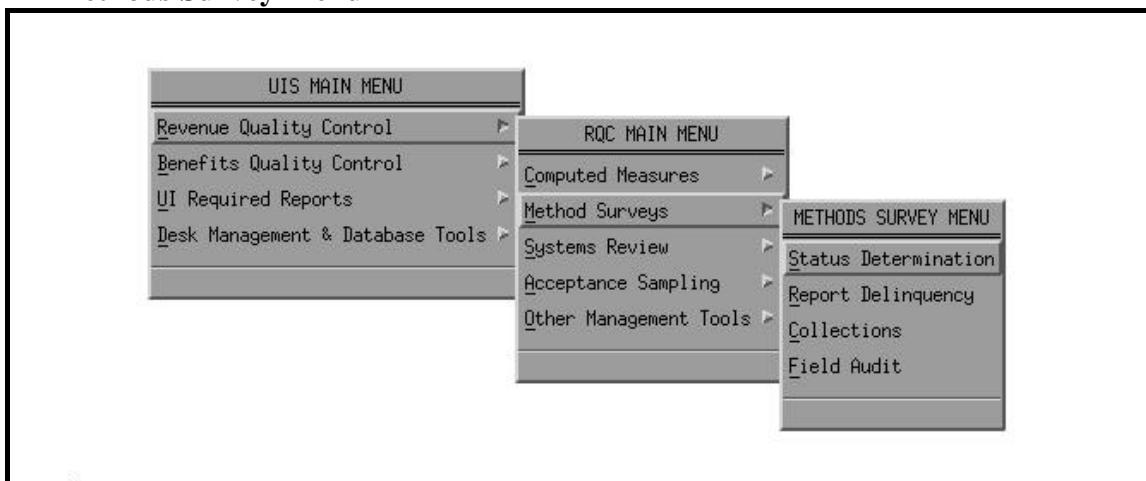 UIS MAIN MENU
Revenue Quality Control
Benefits Quality Control
UI Required Reports
Desk Management & Database Tools
RQC MAIN MENU
Computed Measures
Method Surveys
Systems Review
Acceptance Sampling
Other Management Tools
METHODS SURVEY MENU
Status Determination
Report Delinquency
Collections
Field Audit